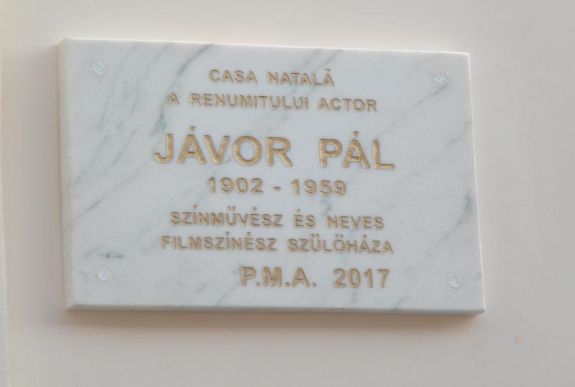 CASA NATALĂ
A RENUMITULUI ACTOR
JÁVOR PÁL
1902 - 1959
SZÍNMŰVÉSZ ÉS NEVES
FILMSZÍNÉSZ SZÜLŐHÁZA
P.M.A. 2017